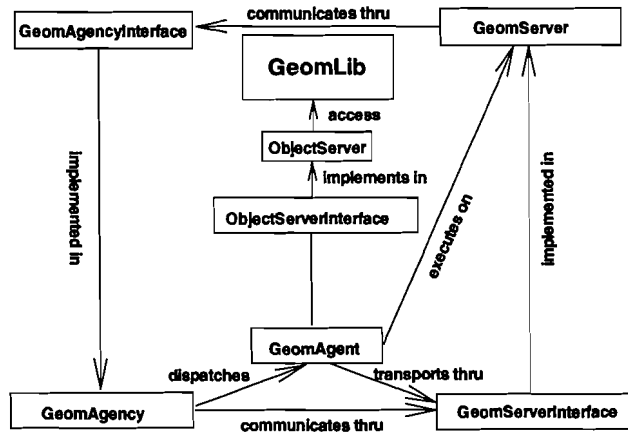 communicates thru
GeomAgencyInterface
GeomServer
GeomLib
access
ObjectServer
implements in
implemented in
ObjectServerInterface
executes on
implemented in
GeomAgent
dispatches
transports thru
GeomAgency
communicates thru
GeomServerInterface